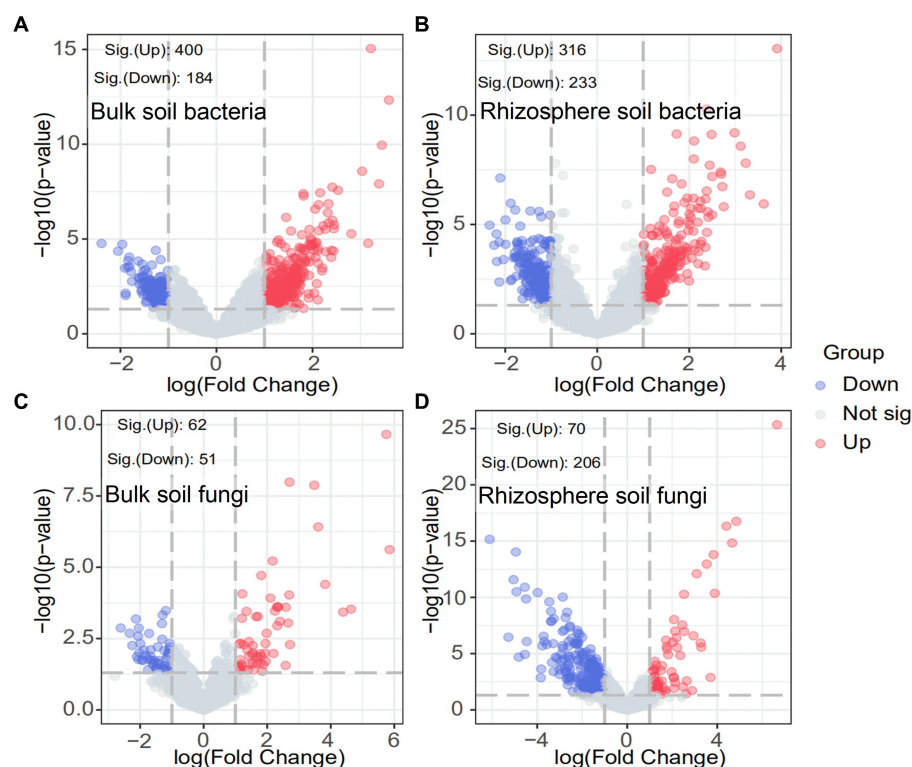 A
Sig.(Up): 400
Sig.(Down): 184
Bulk soil bacteria
15
10
5
0
−log10(p−value)
−2
0
2
log(Fold Change)
B
Sig.(Up): 316
Sig.(Down): 233
Rhizosphere soil bacteria
10
5
0
−log10(p−value)
−2
0
2
4
log(Fold Change)
C
Sig.(Up): 62
Sig.(Down): 51
Bulk soil fungi
10.0
7.5
5.0
2.5
0.0
−log10(p−value)
−2
0
2
4
6
log(Fold Change)
D
Sig.(Up): 70
Sig.(Down): 206
Rhizosphere soil fungi
25
20
15
10
5
0
−log10(p−value)
−4
0
4
log(Fold Change)
Group
Down
Not sig
Up